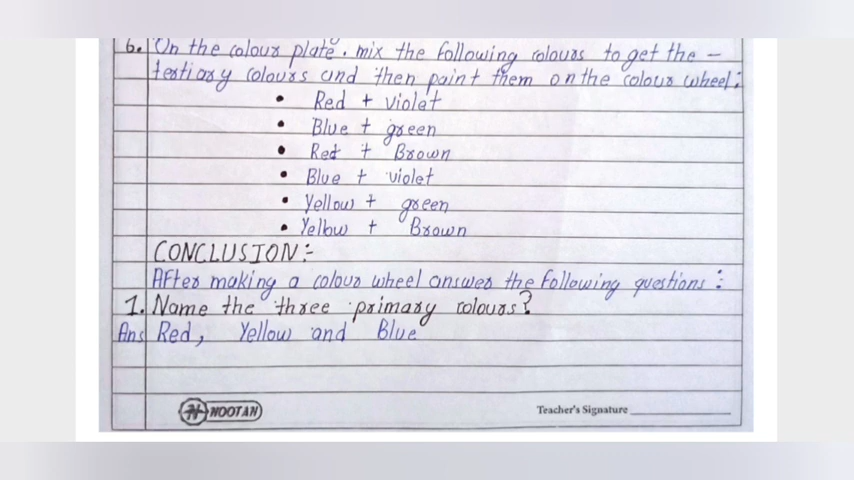 6. On the colour plate, mix the following colours to get the -
tertiary colours and then paint them on the colour wheel:
• Red + violet
• Blue + green
• Red + Brown
• Blue + violet
• Yellow + green
• Yellow + Brown
CONCLUSION:-
After making a colour wheel answer the following questions:
1. Name the three primary colours?
Ans Red, Yellow and Blue
NOOTAN
Teacher's Signature